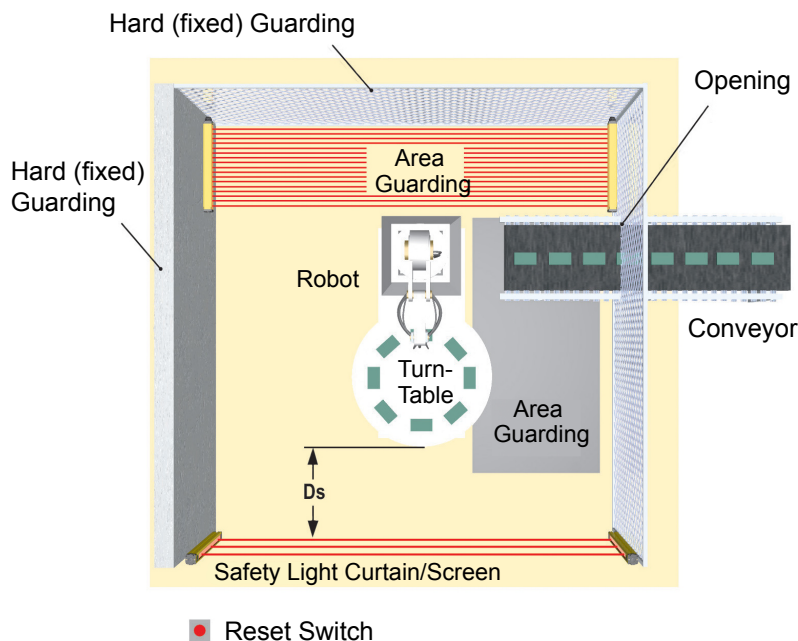 Hard (fixed) Guarding
Opening
Area
Guarding
Hard (fixed)
Guarding
Robot
Conveyor
Turn-
Table
Area
Guarding
Ds
Safety Light Curtain/Screen
Reset Switch